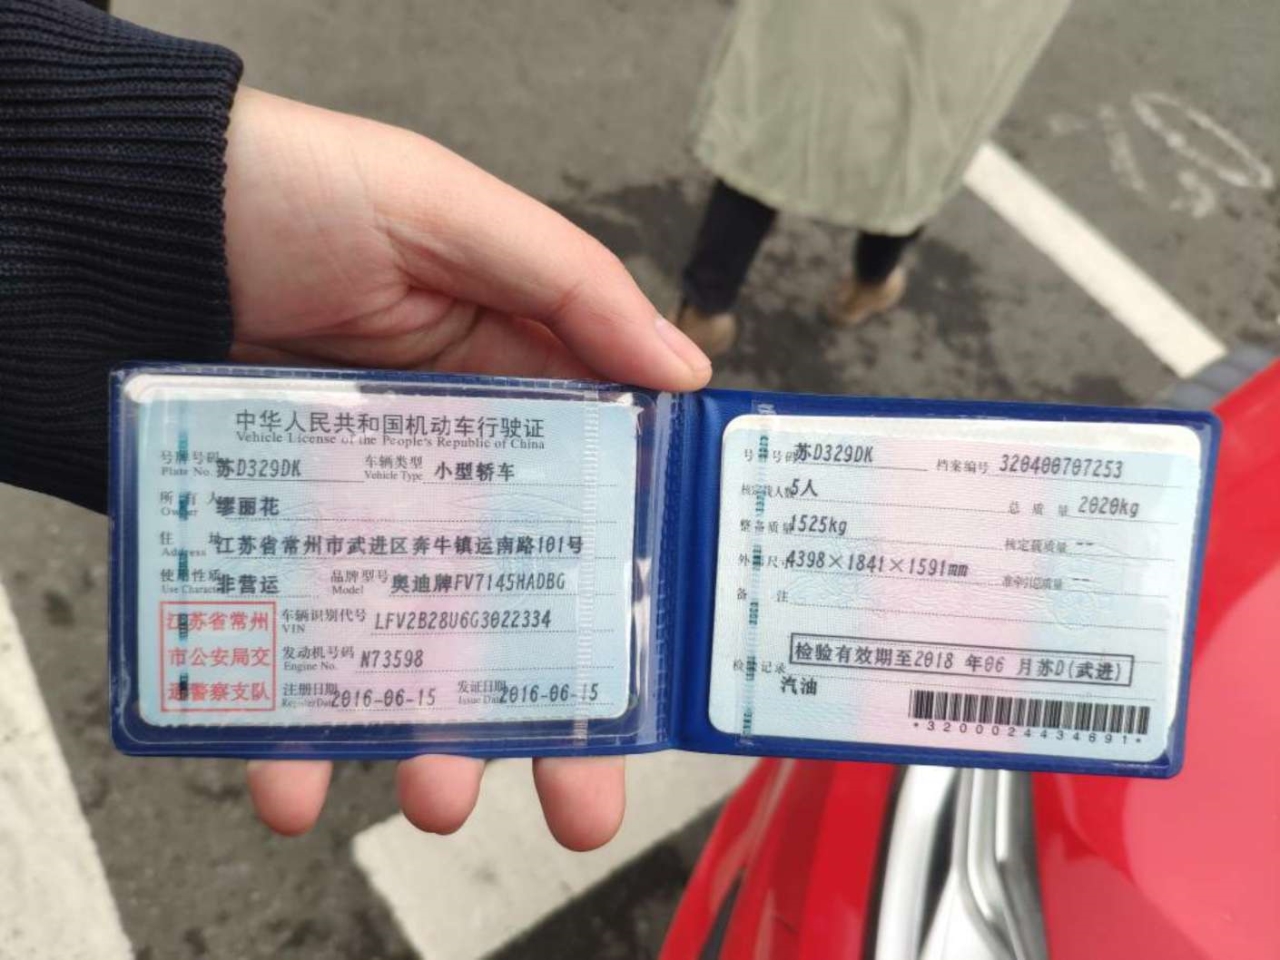 中华人民共和国机动车行驶证
Vehicle License of the People's Republic of China
号牌号码 苏D329DK 车辆类型 小型轿车
Plate No. Vehicle Type
所有人 缪丽花
Owner
住址 江苏省常州市武进区奔牛镇运南路101号
Address
使用性质 非营运 品牌型号 奥迪牌FV7145HADBG
Use Character Model
江苏省常州
市公安局交
通警察支队
车辆识别代号 LFV2B28U6G3022334
VIN
发动机号码 N73598
Engine No.
注册日期 2016-06-15 发证日期 2016-06-15
Register Date Issue Date
号牌号码 苏D329DK 档案编号 320400707253
核定载人数 5人 总质量 2020kg
整备质量 1525kg 核定载质量 --
外廓尺寸 4398×1841×1591mm 准牵引总质量 --
备注
检验记录 检验有效期至2018 年06 月苏D(武进)
汽油
*3200024434691*